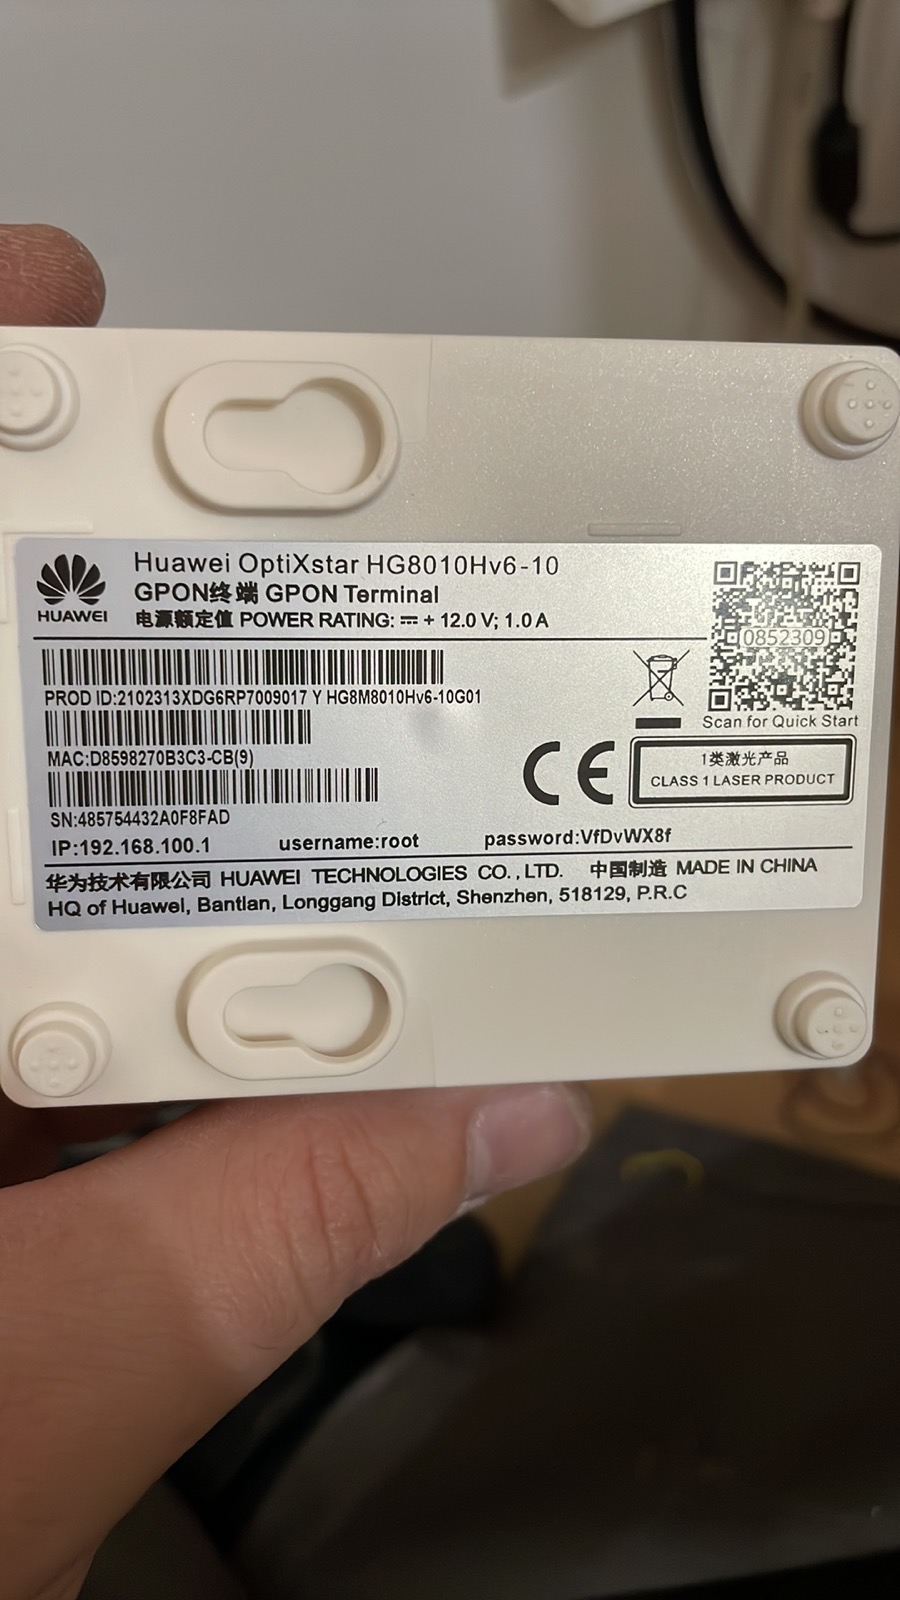 Huawei OptiXstar HG8010Hv6-10
GPON终端 GPON Terminal
电源额定值 POWER RATING: ⎓ + 12.0 V; 1.0 A
HUAWEI
0852309
PROD ID:2102313XDG6RP7009017 Y HG8M8010Hv6-10G01
Scan for Quick Start
MAC:D8598270B3C3-CB(9)
CE
1类激光产品
CLASS 1 LASER PRODUCT
SN:485754432A0F8FAD
IP:192.168.100.1 username:root password:VfDvWX8f
华为技术有限公司 HUAWEI TECHNOLOGIES CO.,LTD. 中国制造 MADE IN CHINA
HQ of Huawei, Bantian, Longgang District, Shenzhen, 518129, P.R.C